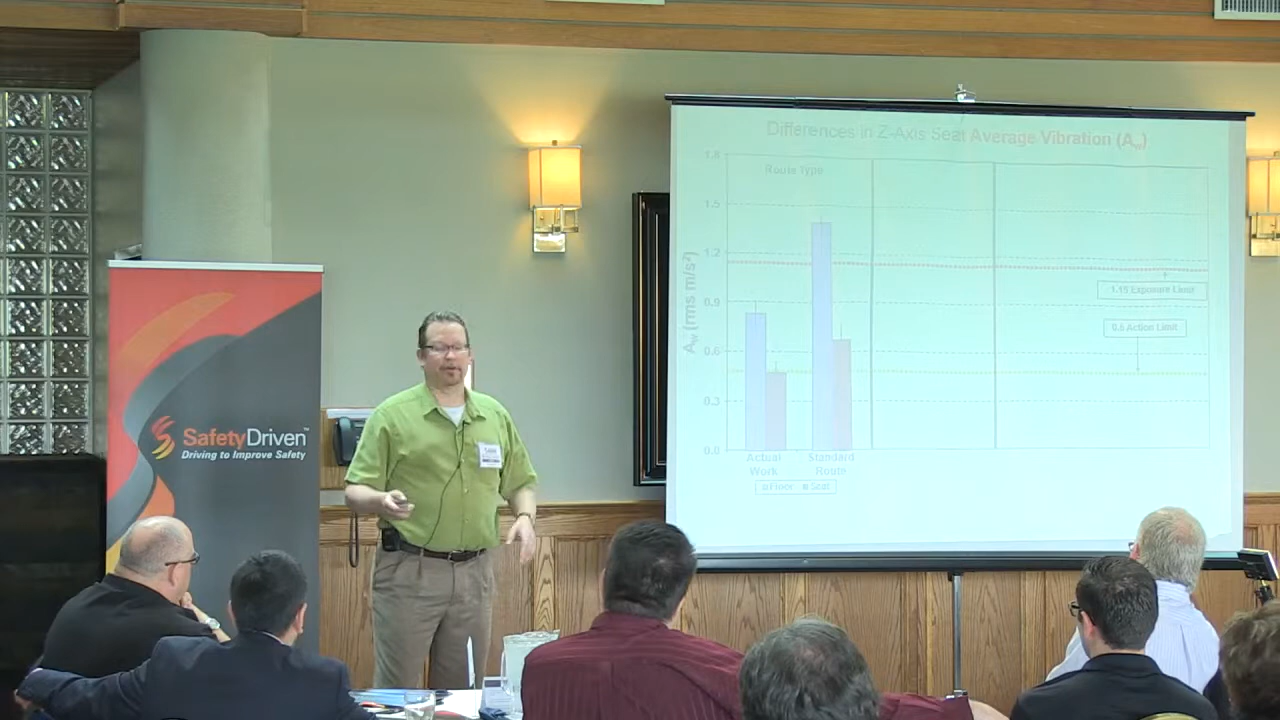 Differences in Z-Axis Seat Average Vibration (Aw)
1.8
Route Type
1.5
1.2
0.9
0.6
0.3
0.0
Aw (rms m/s²)
1.15 Exposure Limit
0.5 Action Limit
Actual
Work
Standard
Route
Floor Seat
SafetyDriven™
Driving to Improve Safety